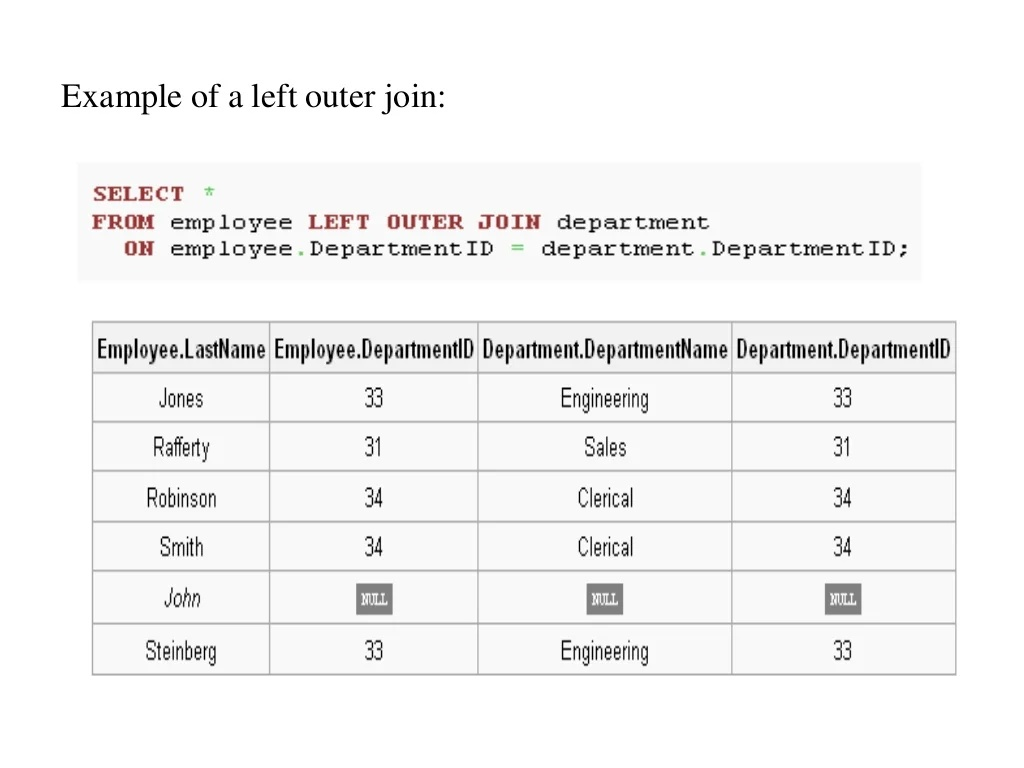 Example of a left outer join:
SELECT *
FROM employee LEFT OUTER JOIN department
ON employee.DepartmentID = department.DepartmentID;
Employee.LastName Employee.DepartmentID Department.DepartmentName Department.DepartmentID
Jones 33 Engineering 33
Rafferty 31 Sales 31
Robinson 34 Clerical 34
Smith 34 Clerical 34
John NULL NULL NULL
Steinberg 33 Engineering 33